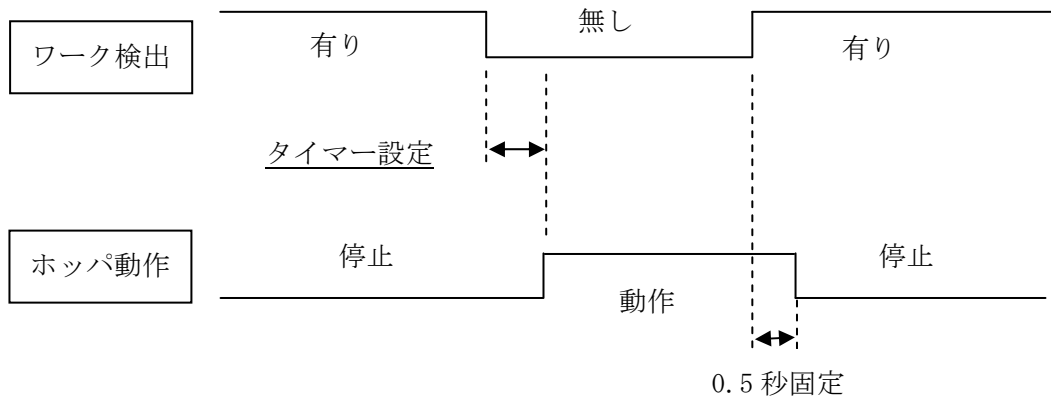 無し
ワーク検出
有り
有り
タイマー設定
ホッパ動作
停止
停止
動作
0.5秒固定